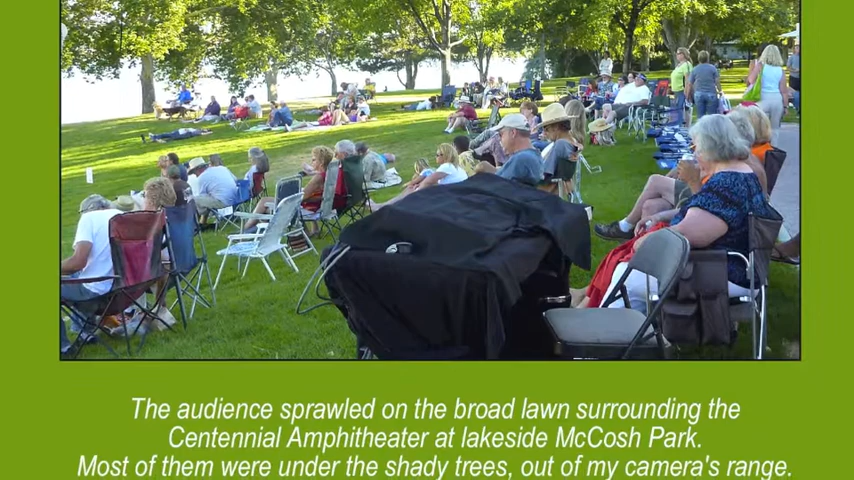 The audience sprawled on the broad lawn surrounding the
Centennial Amphitheater at lakeside McCosh Park.
Most of them were under the shady trees, out of my camera's range.